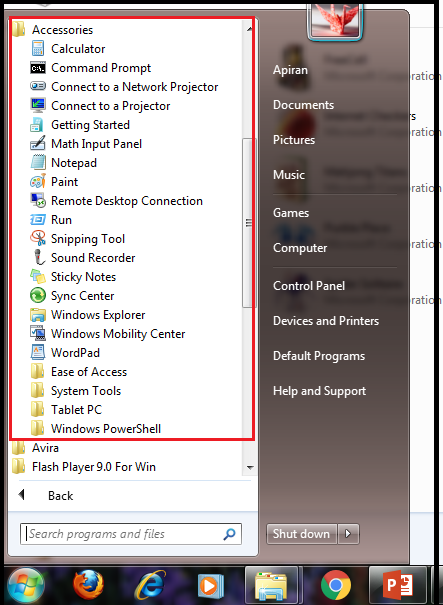 Accessories
Calculator
Command Prompt
Connect to a Network Projector
Connect to a Projector
Getting Started
Math Input Panel
Notepad
Paint
Remote Desktop Connection
Run
Snipping Tool
Sound Recorder
Sticky Notes
Sync Center
Windows Explorer
Windows Mobility Center
WordPad
Ease of Access
System Tools
Tablet PC
Windows PowerShell
Avira
Flash Player 9.0 For Win
Back
Search programs and files
Apiran
Documents
Pictures
Music
Games
Computer
Control Panel
Devices and Printers
Default Programs
Help and Support
Shut down